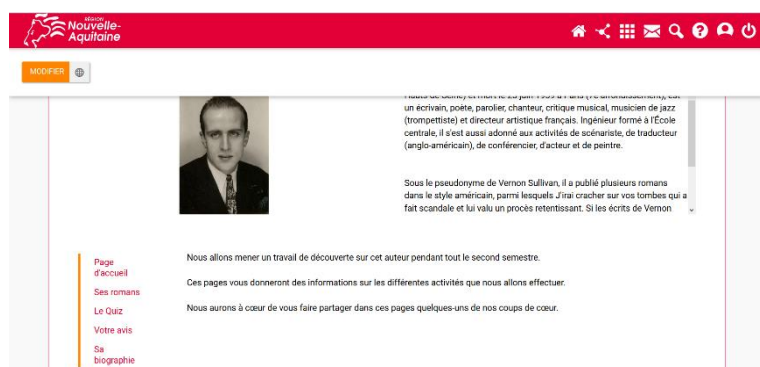 RÉGION
Nouvelle-
Aquitaine
MODIFIER
Hauts-de-Seine) et mort le 23 juin 1959 à Paris (7e arrondissement), est
un écrivain, poète, parolier, chanteur, critique musical, musicien de jazz
(trompettiste) et directeur artistique français. Ingénieur formé à l'École
centrale, il s'est aussi adonné aux activités de scénariste, de traducteur
(anglo-américain), de conférencier, d'acteur et de peintre.
Sous le pseudonyme de Vernon Sullivan, il a publié plusieurs romans
dans le style américain, parmi lesquels J'irai cracher sur vos tombes qui a
fait scandale et lui valu un procès retentissant. Si les écrits de Vernon
Page
d'accueil
Ses romans
Le Quiz
Votre avis
Sa
biographie
Nous allons mener un travail de découverte sur cet auteur pendant tout le second semestre.
Ces pages vous donneront des informations sur les différentes activités que nous allons effectuer.
Nous aurons à cœur de vous faire partager dans ces pages quelques-uns de nos coups de cœur.